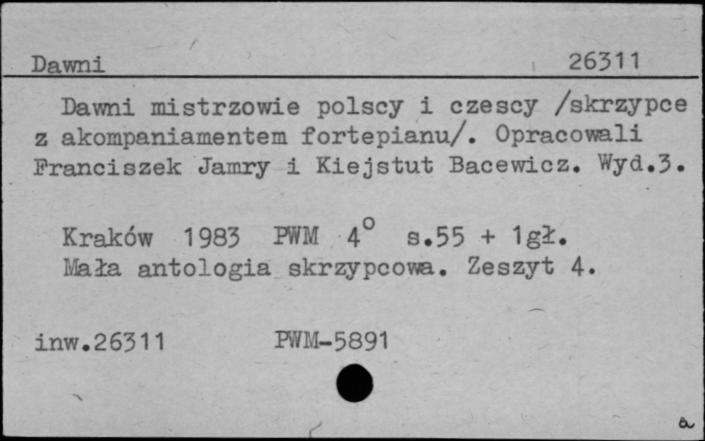 Dawni 26311
Dawni mistrzowie polscy i czescy /skrzypce
z akompaniamentem fortepianu/. Opracowali
Franciszek Jamry i Kiejstut Bacewicz. Wyd.3.
Kraków 1983 PWM 4° s.55 + 1gł.
Mała antologia skrzypcowa. Zeszyt 4.
inw.26311 PWM-5891
a